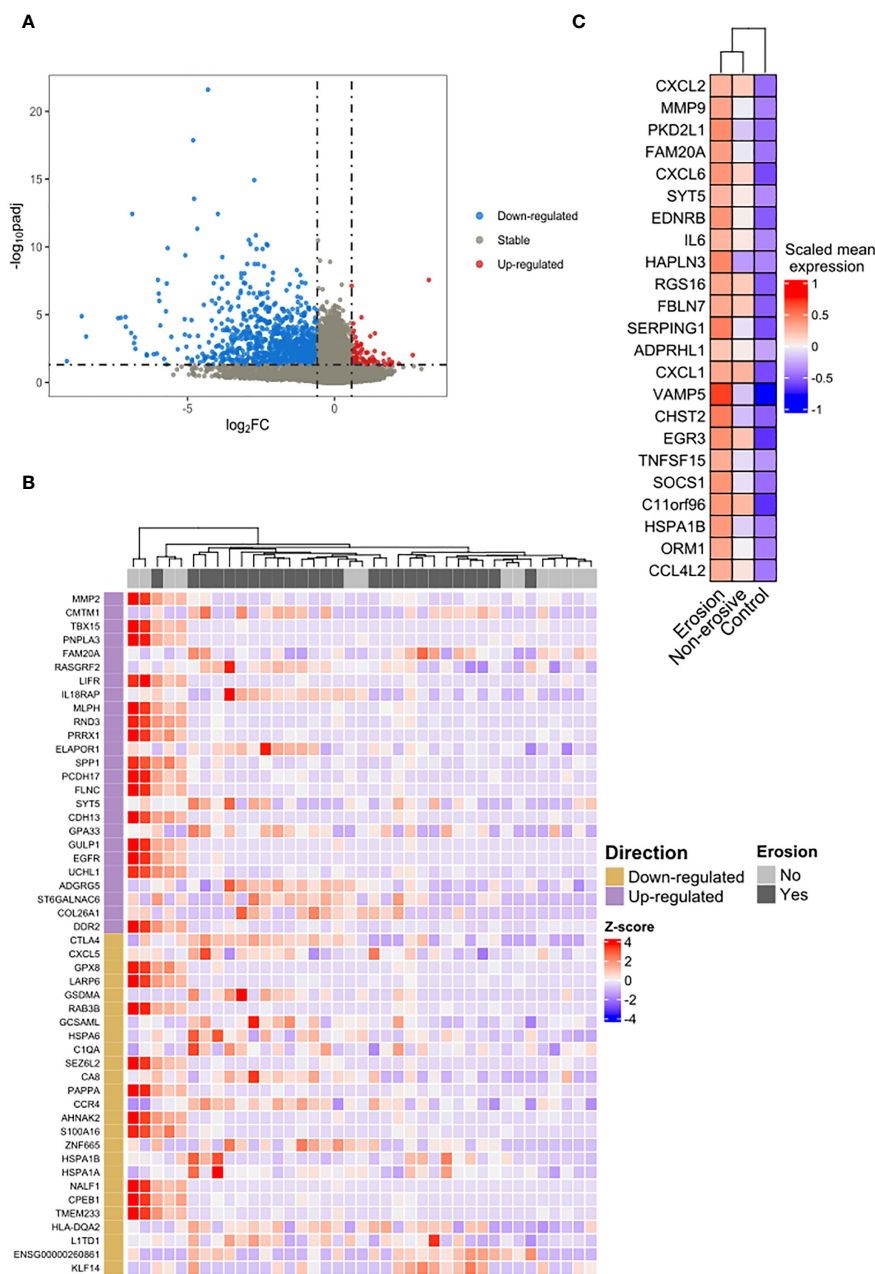 A
-log10padj
20
15
10
5
0
-5
0
log2FC
Down-regulated
Stable
Up-regulated
C
CXCL2
MMP9
PKD2L1
FAM20A
CXCL6
SYT5
EDNRB
IL6
HAPLN3
RGS16
FBLN7
SERPING1
ADPRHL1
CXCL1
VAMP5
CHST2
EGR3
TNFSF15
SOCS1
C11orf96
HSPA1B
ORM1
CCL4L2
Erosion
Non-erosive
Control
Scaled mean
expression
1
0.5
0
-0.5
-1
B
MMP2
CMTM1
TBX15
PNPLA3
FAM20A
RASGRF2
LIFR
IL18RAP
MLPH
RND3
PRRX1
ELAPOR1
SPP1
PCDH17
FLNC
SYT5
CDH13
GPA33
GULP1
EGFR
UCHL1
ADGRG5
ST6GALNAC6
COL26A1
DDR2
CTLA4
CXCL5
GPX8
LARP6
GSDMA
RAB3B
GCSAML
HSPA6
C1QA
SEZ6L2
CA8
PAPPA
CCR4
AHNAK2
S100A16
ZNF665
HSPA1B
HSPA1A
NALF1
CPEB1
TMEM233
HLA-DQA2
L1TD1
ENSG00000260861
KLF14
Direction
Down-regulated
Up-regulated
Erosion
No
Yes
Z-score
4
2
0
-2
-4